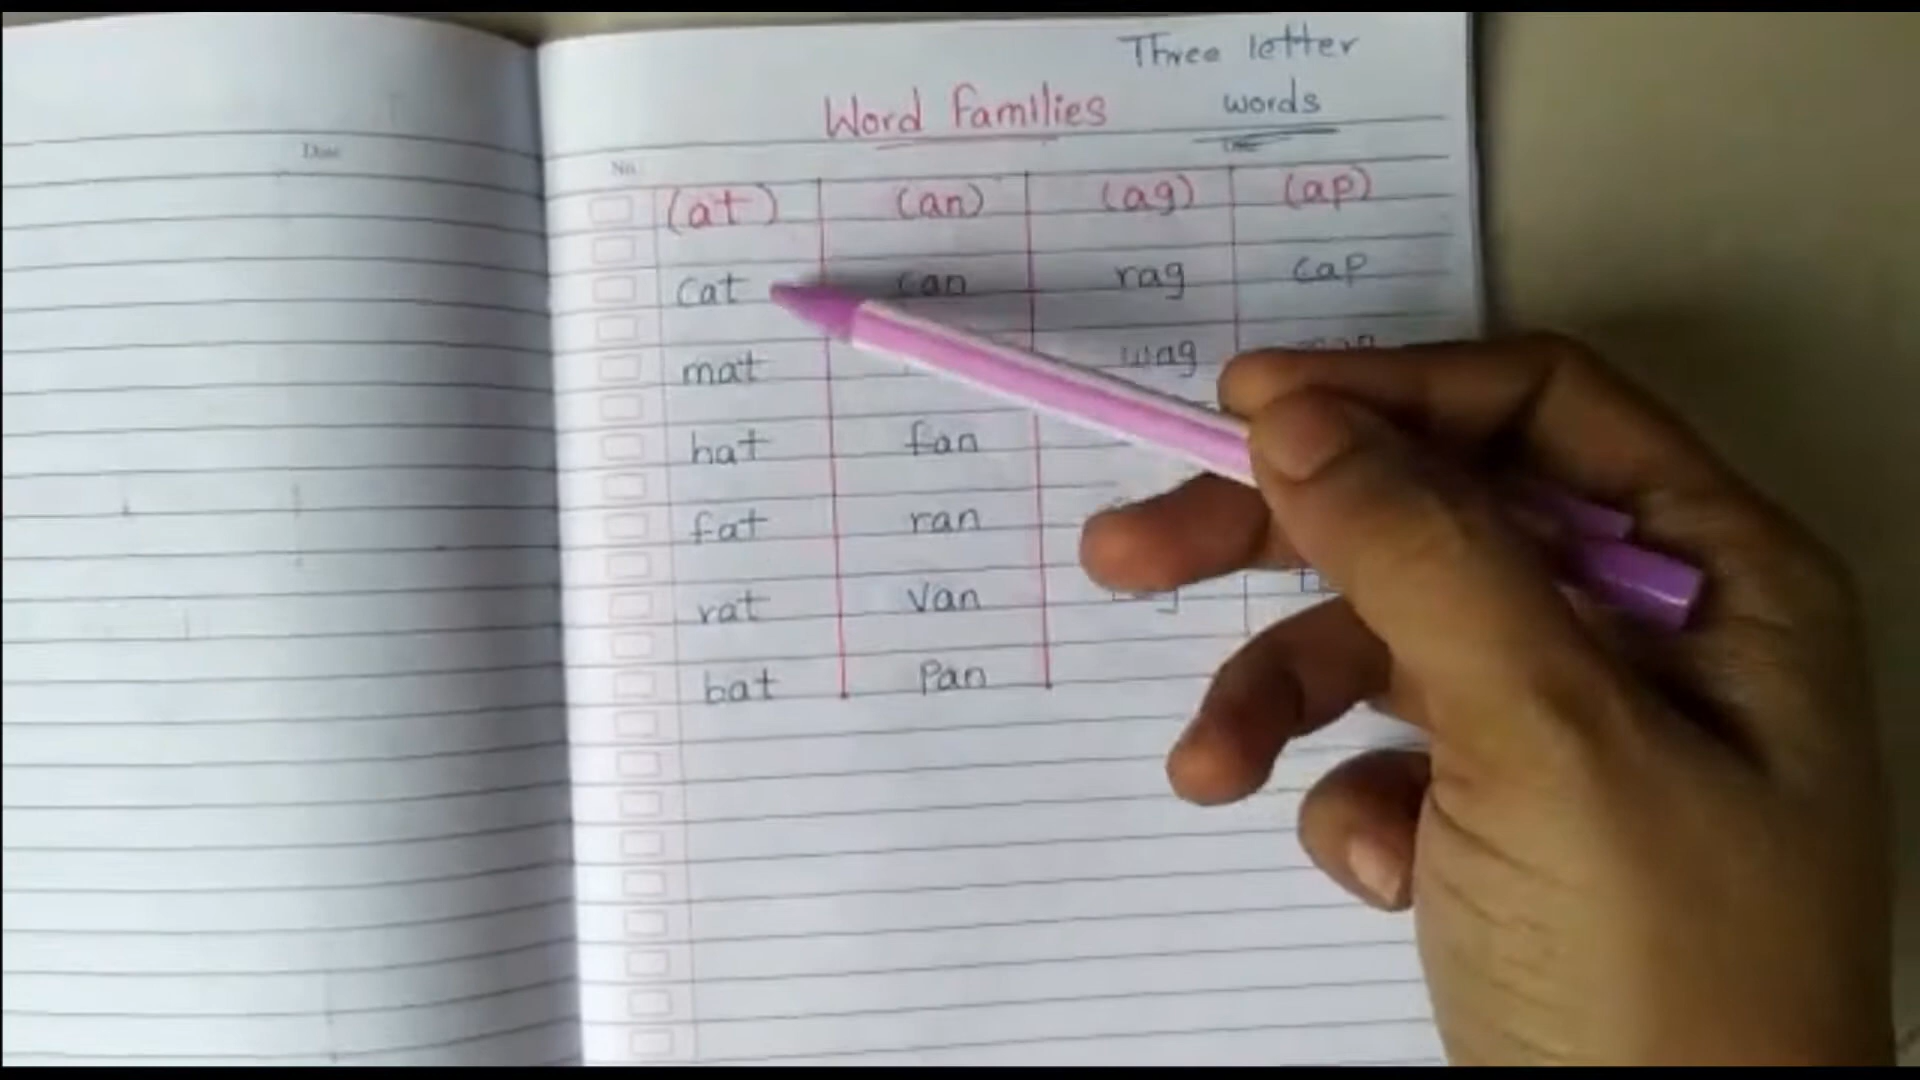 Three letter
Word Families words
Date
No.
(at) (an) (ag) (ap)
cat can rag cap
mat wag map
hat fan
fat ran
rat van
bat Pan